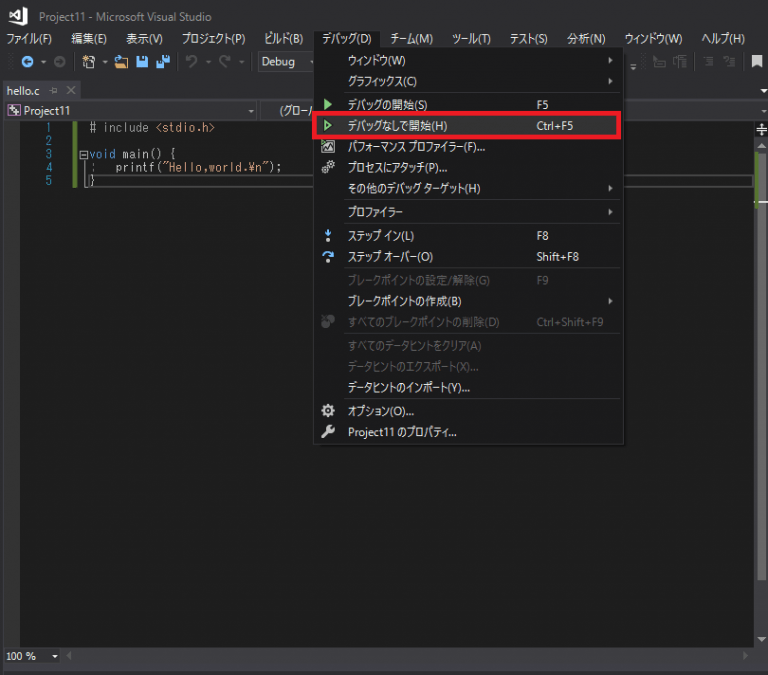 Project11 - Microsoft Visual Studio
ファイル(F) 編集(E) 表示(V) プロジェクト(P) ビルド(B) デバッグ(D) チーム(M) ツール(T) テスト(S) 分析(N) ウィンドウ(W) ヘルプ(H)
Debug
hello.c
Project11 (グロー
1 # include <stdio.h>
2
3 void main() {
4 printf("Hello,world.¥n");
5 }
ウィンドウ(W)
グラフィックス(C)
デバッグの開始(S) F5
デバッグなしで開始(H) Ctrl+F5
パフォーマンス プロファイラー(F)...
プロセスにアタッチ(P)...
その他のデバッグ ターゲット(H)
プロファイラー
ステップ イン(L) F8
ステップ オーバー(O) Shift+F8
ブレークポイントの設定/解除(G) F9
ブレークポイントの作成(B)
すべてのブレークポイントの削除(D) Ctrl+Shift+F9
すべてのデータヒントをクリア(A)
データヒントのエクスポート(X)...
データヒントのインポート(Y)...
オプション(O)...
Project11 のプロパティ...
100 %